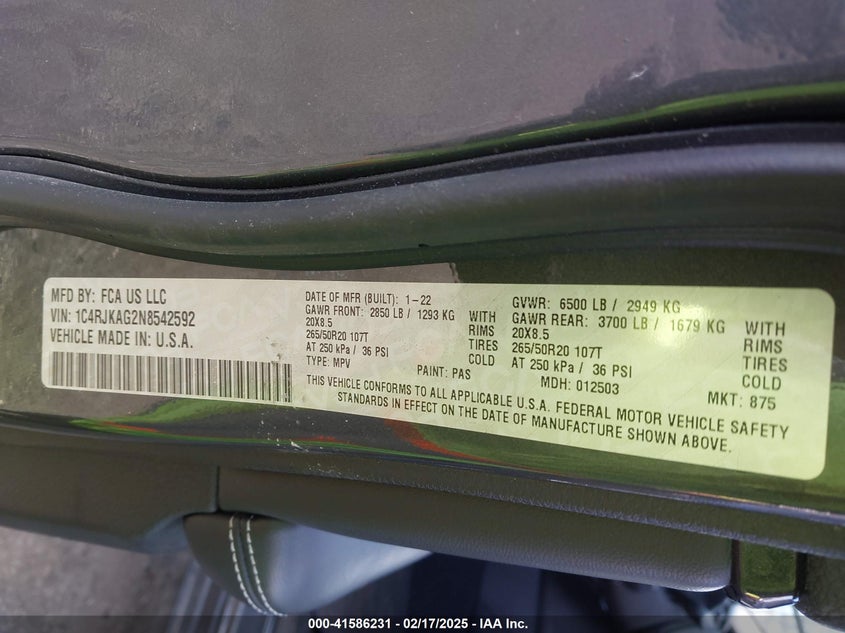 MFD BY: FCA US LLC
VIN: 1C4RJKAG2N8542592
VEHICLE MADE IN: U.S.A.
DATE OF MFR (BUILT): 1-22
GAWR FRONT: 2850 LB / 1293 KG WITH
20X8.5 RIMS
265/50R20 107T TIRES
AT 250 kPa / 36 PSI COLD
TYPE: MPV
PAINT: PAS
GVWR: 6500 LB / 2949 KG
GAWR REAR: 3700 LB / 1679 KG WITH
20X8.5 RIMS
265/50R20 107T TIRES
AT 250 kPa / 36 PSI COLD
MDH: 012503
MKT: 875
THIS VEHICLE CONFORMS TO ALL APPLICABLE U.S.A. FEDERAL MOTOR VEHICLE SAFETY
STANDARDS IN EFFECT ON THE DATE OF MANUFACTURE SHOWN ABOVE.
000-41586231 - 02/17/2025 - IAA Inc.